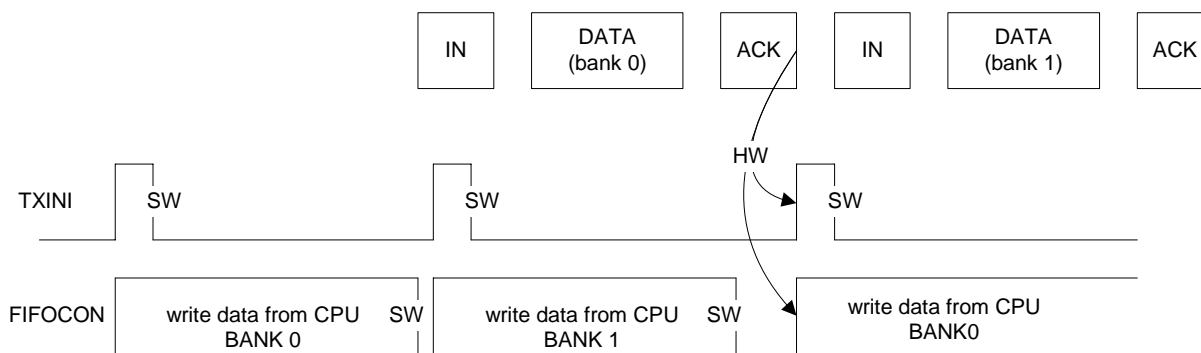 IN
DATA
(bank 0)
ACK
IN
DATA
(bank 1)
ACK
HW
TXINI
SW
SW
SW
FIFOCON
write data from CPU
BANK 0
SW
write data from CPU
BANK 1
SW
write data from CPU
BANK0